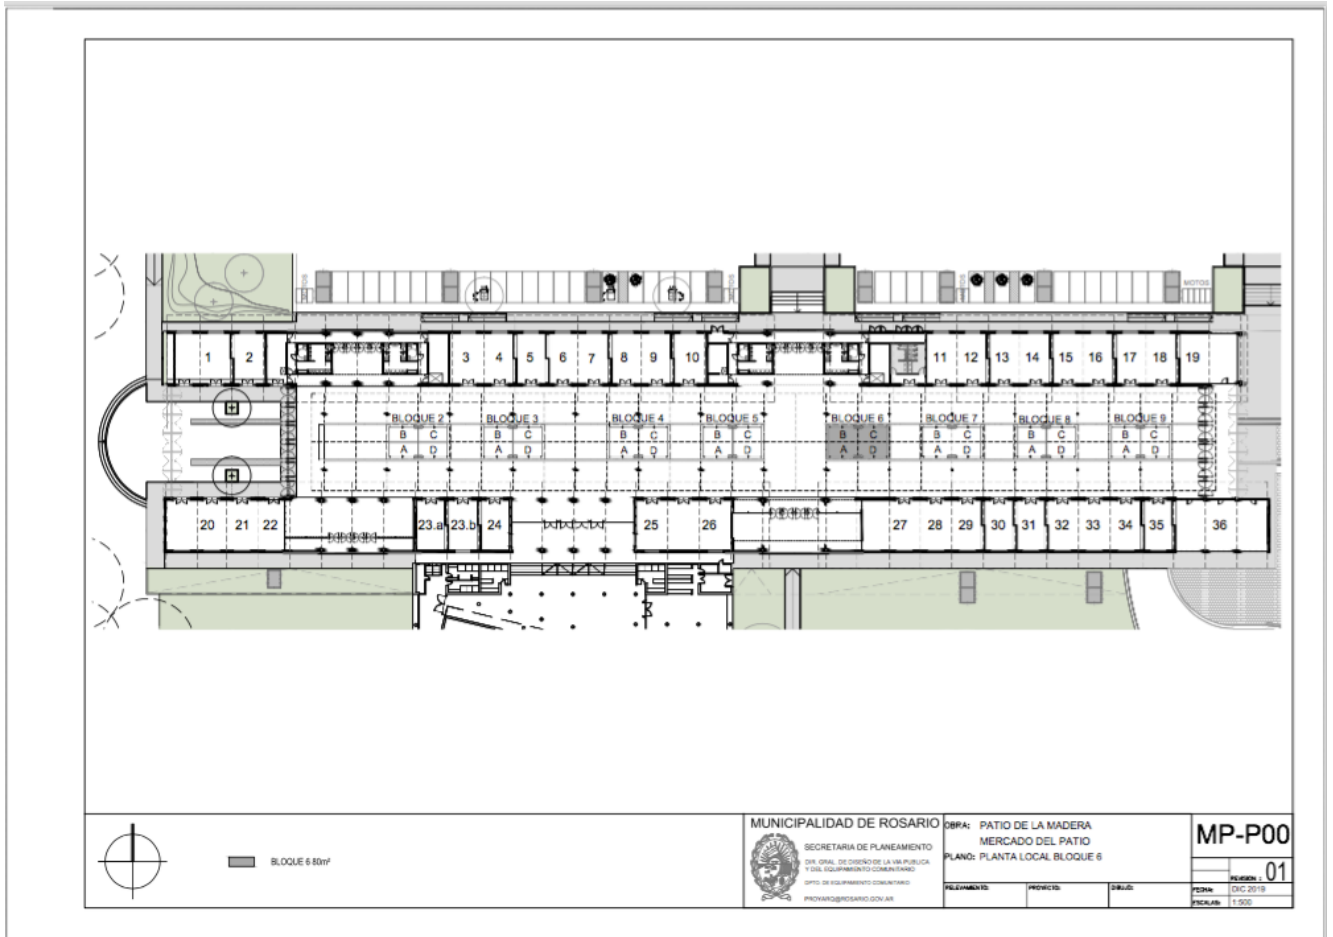 MOTOS
MOTOS
MOTOS
1 2 3 4 5 6 7 8 9 10 11 12 13 14 15 16 17 18 19
BLOQUE 2 BLOQUE 3 BLOQUE 4 BLOQUE 5 BLOQUE 6 BLOQUE 7 BLOQUE 8 BLOQUE 9
B C B C B C B C B C B C B C B C
A D A D A D A D A D A D A D A D
20 21 22 23.a 23.b 24 25 26 27 28 29 30 31 32 33 34 35 36
BLOQUE 6 80m²
MUNICIPALIDAD DE ROSARIO
SECRETARIA DE PLANEAMIENTO
DIR. GRAL. DE DISEÑO DE LA VIA PUBLICA
Y DEL EQUIPAMIENTO COMUNITARIO
DPTO. DE EQUIPAMIENTO COMUNITARIO
PROYARQ@ROSARIO.GOV.AR
OBRA: PATIO DE LA MADERA
MERCADO DEL PATIO
PLANO: PLANTA LOCAL BLOQUE 6
RELEVAMIENTO: PROYECTO: DIBUJO:
MP-P00
REVISION : 01
FECHA: DIC 2019
ESCALAS: 1:500